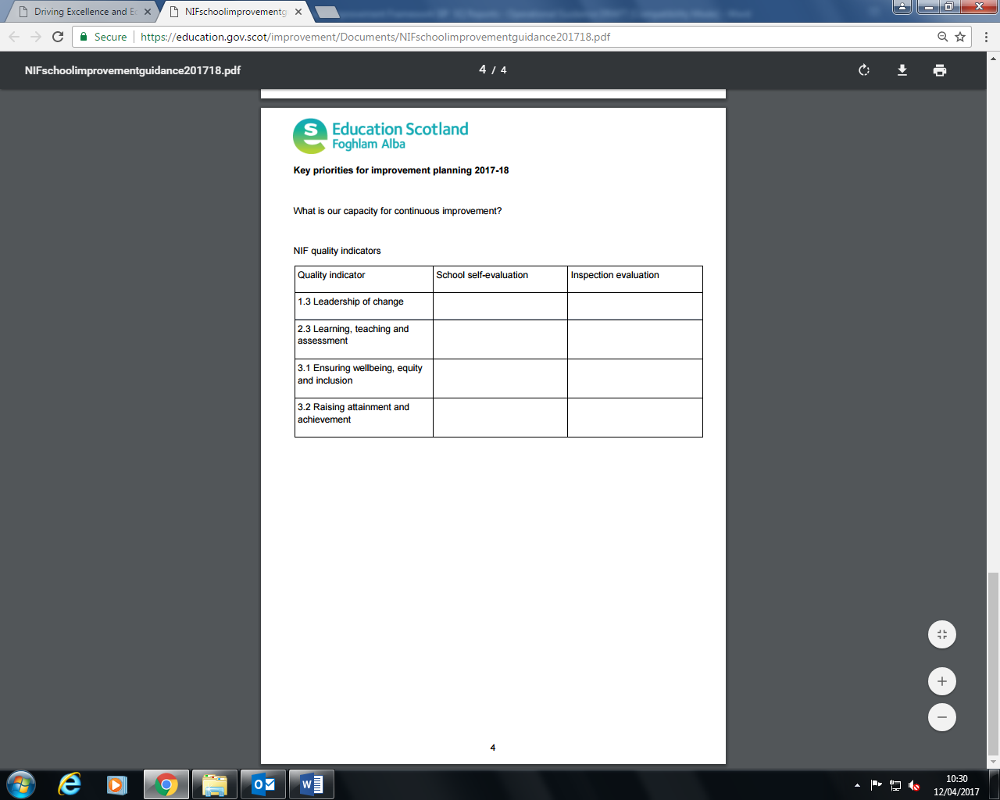 Driving Excellence and E
NIFschoolimprovementg
Secure
https://education.gov.scot/improvement/Documents/NIFschoolimprovementguidance201718.pdf
NIFschoolimprovementguidance201718.pdf
4 / 4
Education Scotland
Foghlam Alba
Key priorities for improvement planning 2017-18
What is our capacity for continuous improvement?
NIF quality indicators
Quality indicator
School self-evaluation
Inspection evaluation
1.3 Leadership of change
2.3 Learning, teaching and
assessment
3.1 Ensuring wellbeing, equity
and inclusion
3.2 Raising attainment and
achievement
4
10:30
12/04/2017